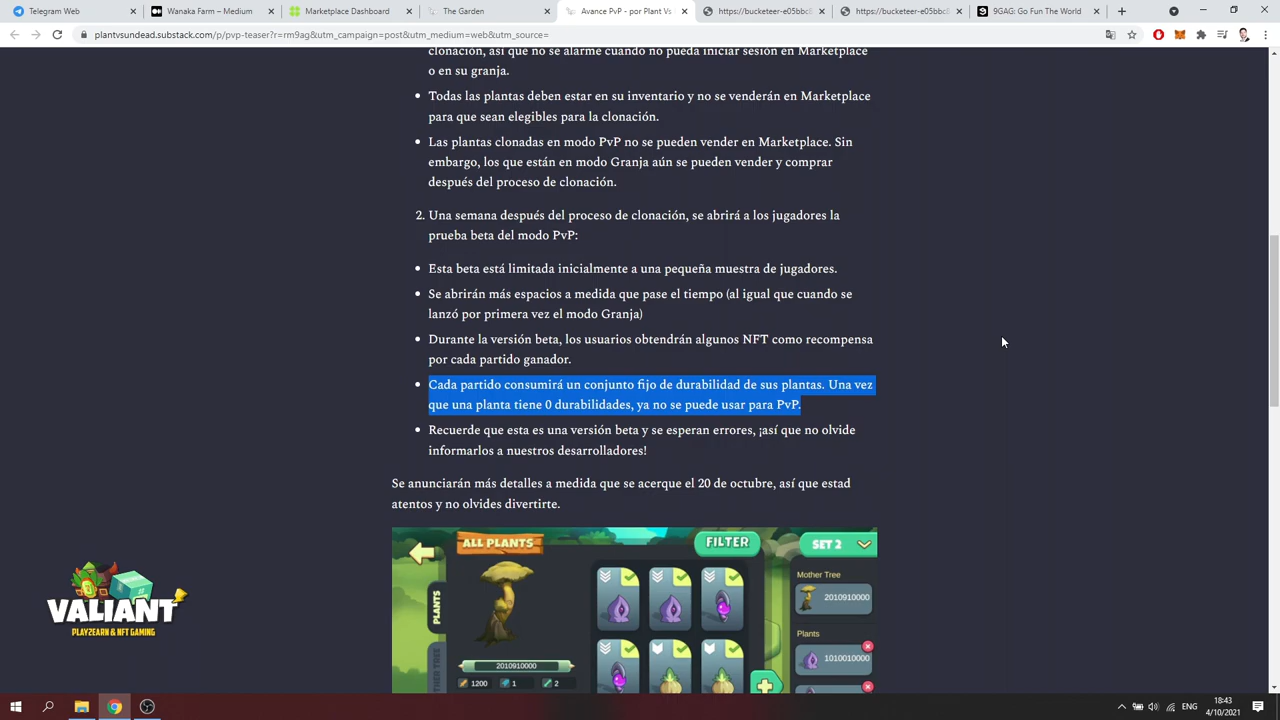 Telegram Web
Wanaka Farm – Medium
Marketplace Dashboard
The Garden
Avance PvP - por Plant Vs
https://bucketeer-e05bbc8
https://bucketeer-e05bbc8
9GAG: Go Fun The World
plantvsundead.substack.com/p/pvp-teaser?r=rm9ag&utm_campaign=post&utm_medium=web&utm_source=
clonación, así que no se alarme cuando no pueda iniciar sesión en Marketplace
o en su granja.
Todas las plantas deben estar en su inventario y no se venderán en Marketplace
para que sean elegibles para la clonación.
Las plantas clonadas en modo PvP no se pueden vender en Marketplace. Sin
embargo, los que están en modo Granja aún se pueden vender y comprar
después del proceso de clonación.
2. Una semana después del proceso de clonación, se abrirá a los jugadores la
prueba beta del modo PvP:
Esta beta está limitada inicialmente a una pequeña muestra de jugadores.
Se abrirán más espacios a medida que pase el tiempo (al igual que cuando se
lanzó por primera vez el modo Granja)
Durante la versión beta, los usuarios obtendrán algunos NFT como recompensa
por cada partido ganador.
Cada partido consumirá un conjunto fijo de durabilidad de sus plantas. Una vez
que una planta tiene 0 durabilidades, ya no se puede usar para PvP.
Recuerde que esta es una versión beta y se esperan errores, ¡así que no olvide
informarlos a nuestros desarrolladores!
Se anunciarán más detalles a medida que se acerque el 20 de octubre, así que estad
atentos y no olvides divertirte.
ALL PLANTS
FILTER
SET 2
PLANTS
MOTHER TREE
Mother Tree
2010910000
Plants
1010010000
2010910000
1200
1
2
VALIANT
PLAY2EARN & NFT GAMING
ENG
18:43
4/10/2021